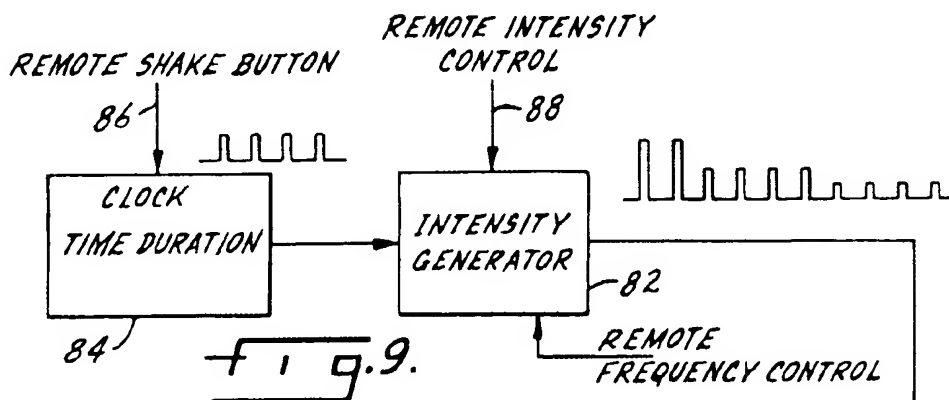 REMOTE SHAKE BUTTON
86
REMOTE INTENSITY
CONTROL
88
CLOCK
TIME DURATION
84
INTENSITY
GENERATOR
82
REMOTE
FREQUENCY CONTROL
fig.9.